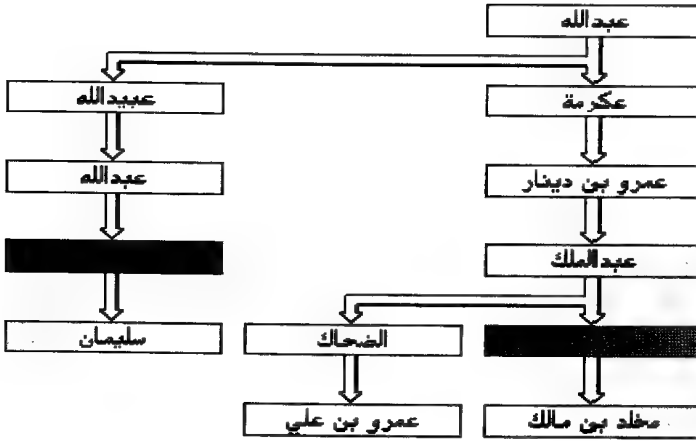 عبدالله
عبيدالله
عكرمة
عبدالله
عمرو بن دينار
عبدالملك
سليمان
الضحاك
عمرو بن علي
مخلد بن مالك